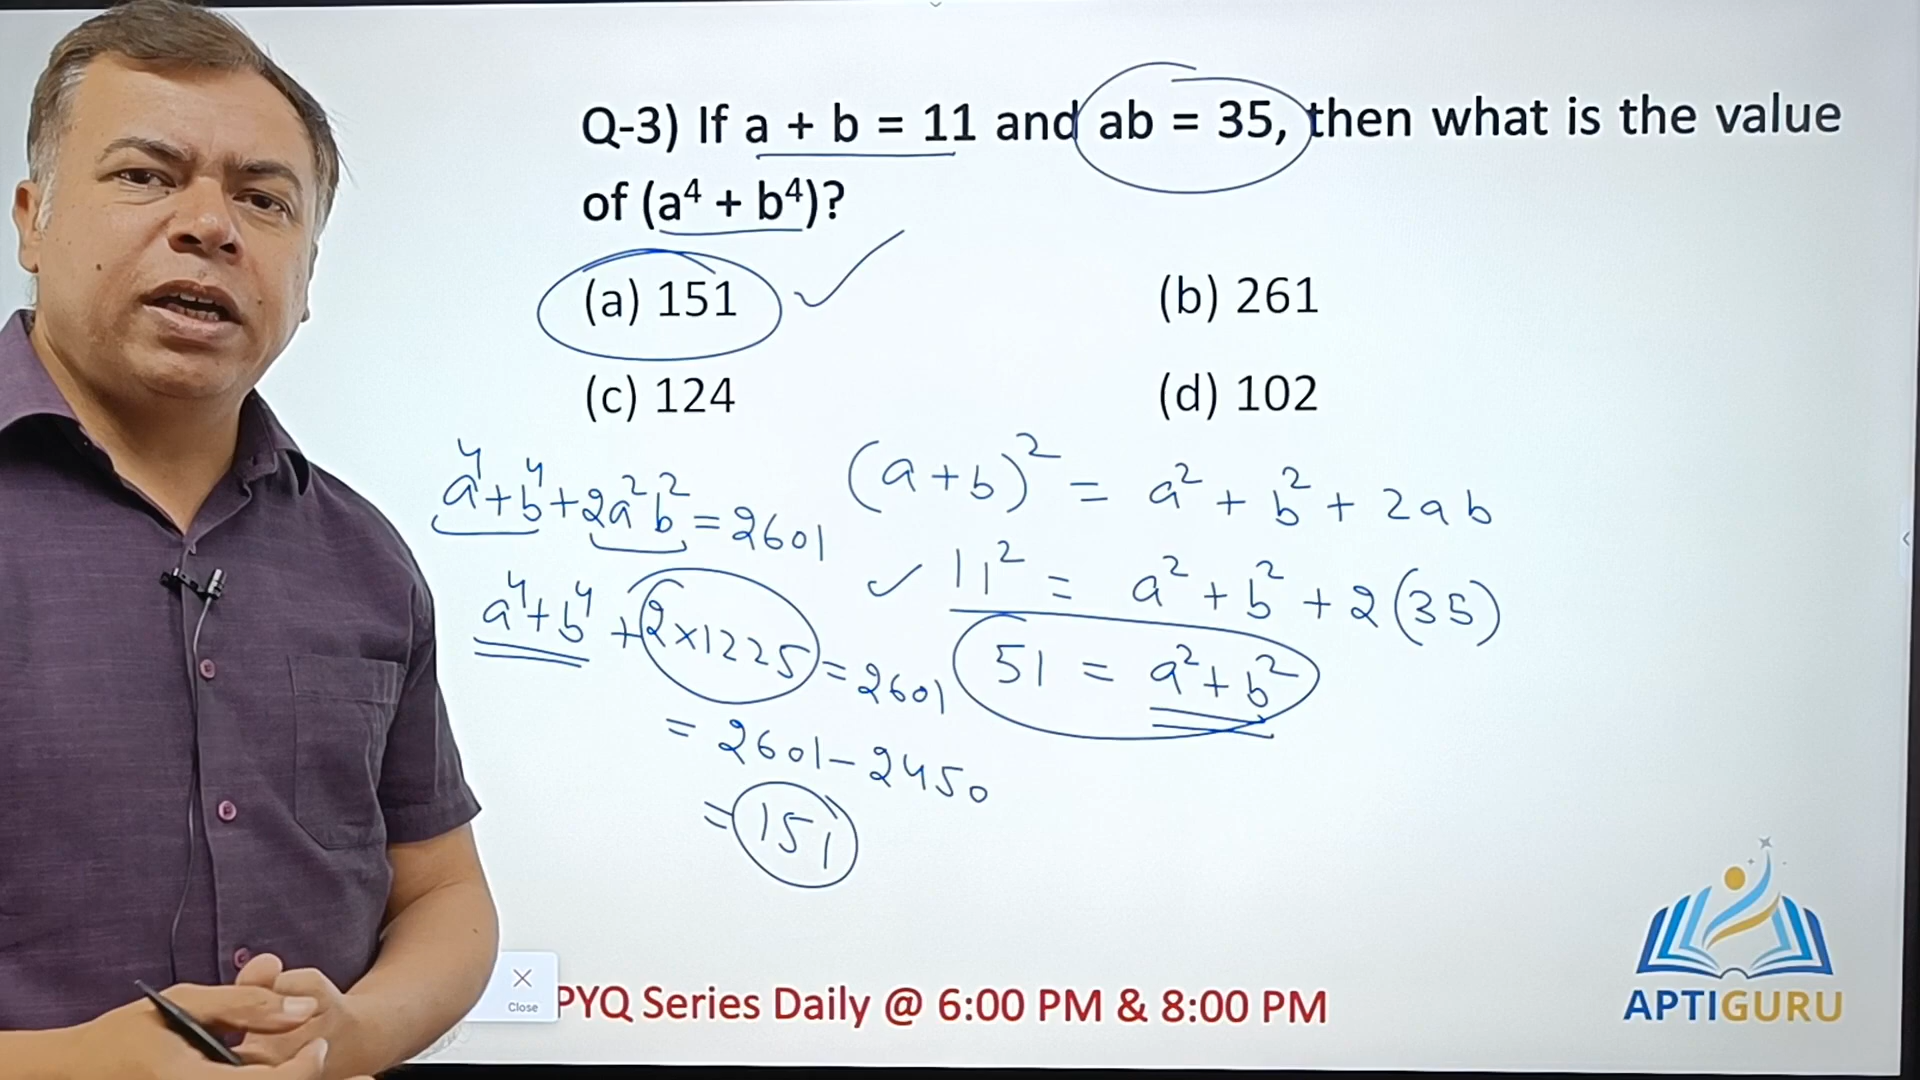 Q-3) If a + b = 11 and ab = 35, then what is the value
of (a⁴ + b⁴)?
(a) 151
(b) 261
(c) 124
(d) 102
(a+b)² = a² + b² + 2ab
11² = a² + b² + 2(35)
51 = a² + b²
a⁴+b⁴+2a²b² = 2601
a⁴+b⁴ + 2×1225 = 2601
= 2601 - 2450
= 151
Close
PYQ Series Daily @ 6:00 PM & 8:00 PM
APTIGURU